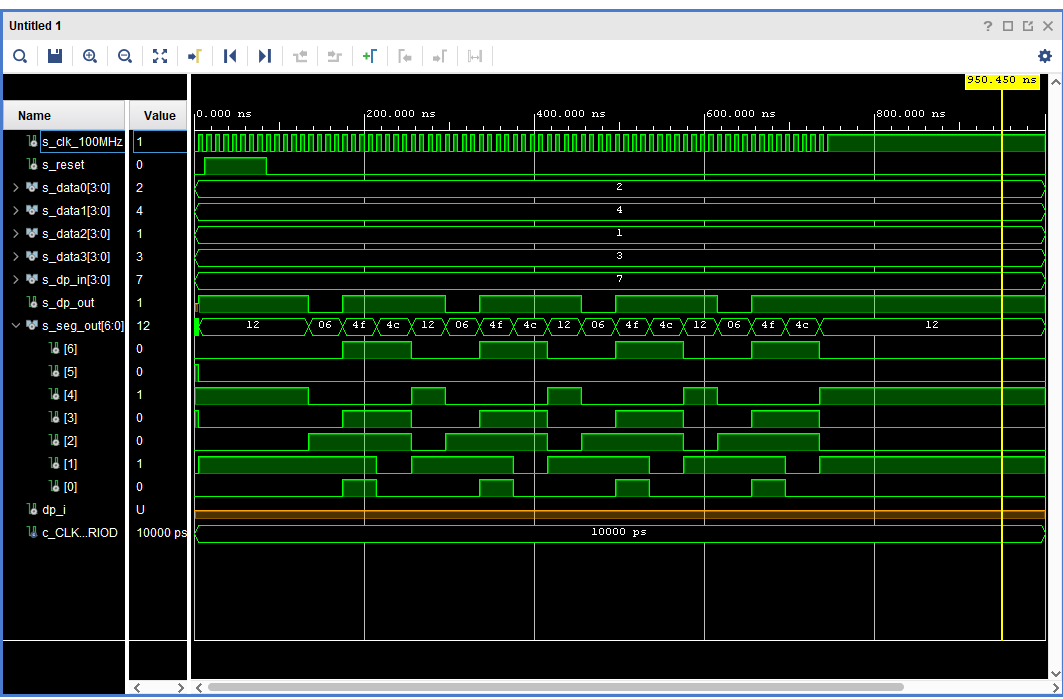 Untitled 1
950.450 ns
Name Value 0.000 ns 200.000 ns 400.000 ns 600.000 ns 800.000 ns
s_clk_100MHz 1
s_reset 0
s_data0[3:0] 2 2
s_data1[3:0] 4 4
s_data2[3:0] 1 1
s_data3[3:0] 3 3
s_dp_in[3:0] 7 7
s_dp_out 1
s_seg_out[6:0] 12 12 06 4f 4c 12 06 4f 4c 12 06 4f 4c 12 06 4f 4c 12
[6] 0
[5] 0
[4] 1
[3] 0
[2] 0
[1] 1
[0] 0
dp_i U
c_CLK...RIOD 10000 ps 10000 ps